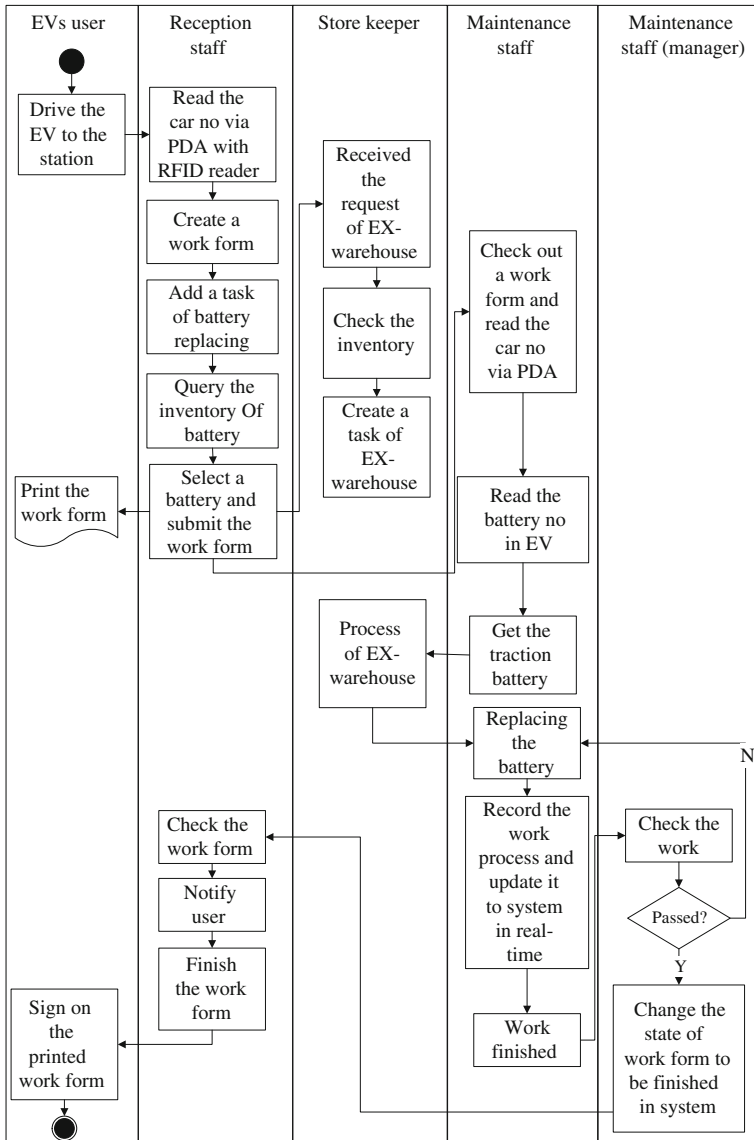 EVs user
Reception
staff
Store keeper
Maintenance
staff
Maintenance
staff (manager)
Drive the
EV to the
station
Read the
car no via
PDA with
RFID reader
Create a
work form
Add a task
of battery
replacing
Query the
inventory Of
battery
Select a
battery and
submit the
work form
Print the
work form
Received
the
request
of EX-
warehouse
Check the
inventory
Create a
task of
EX-
warehouse
Check out
a work
form and
read the
car no
via PDA
Read the
battery no
in EV
Get the
traction
battery
Process
of EX-
warehouse
Replacing
the
battery
Record the
work
process and
update it
to system
in real-
time
Work
finished
Check the
work
Passed?
N
Y
Change the
state of
work form to
be finished
in system
Check the
work form
Notify
user
Finish
the work
form
Sign on
the
printed
work form